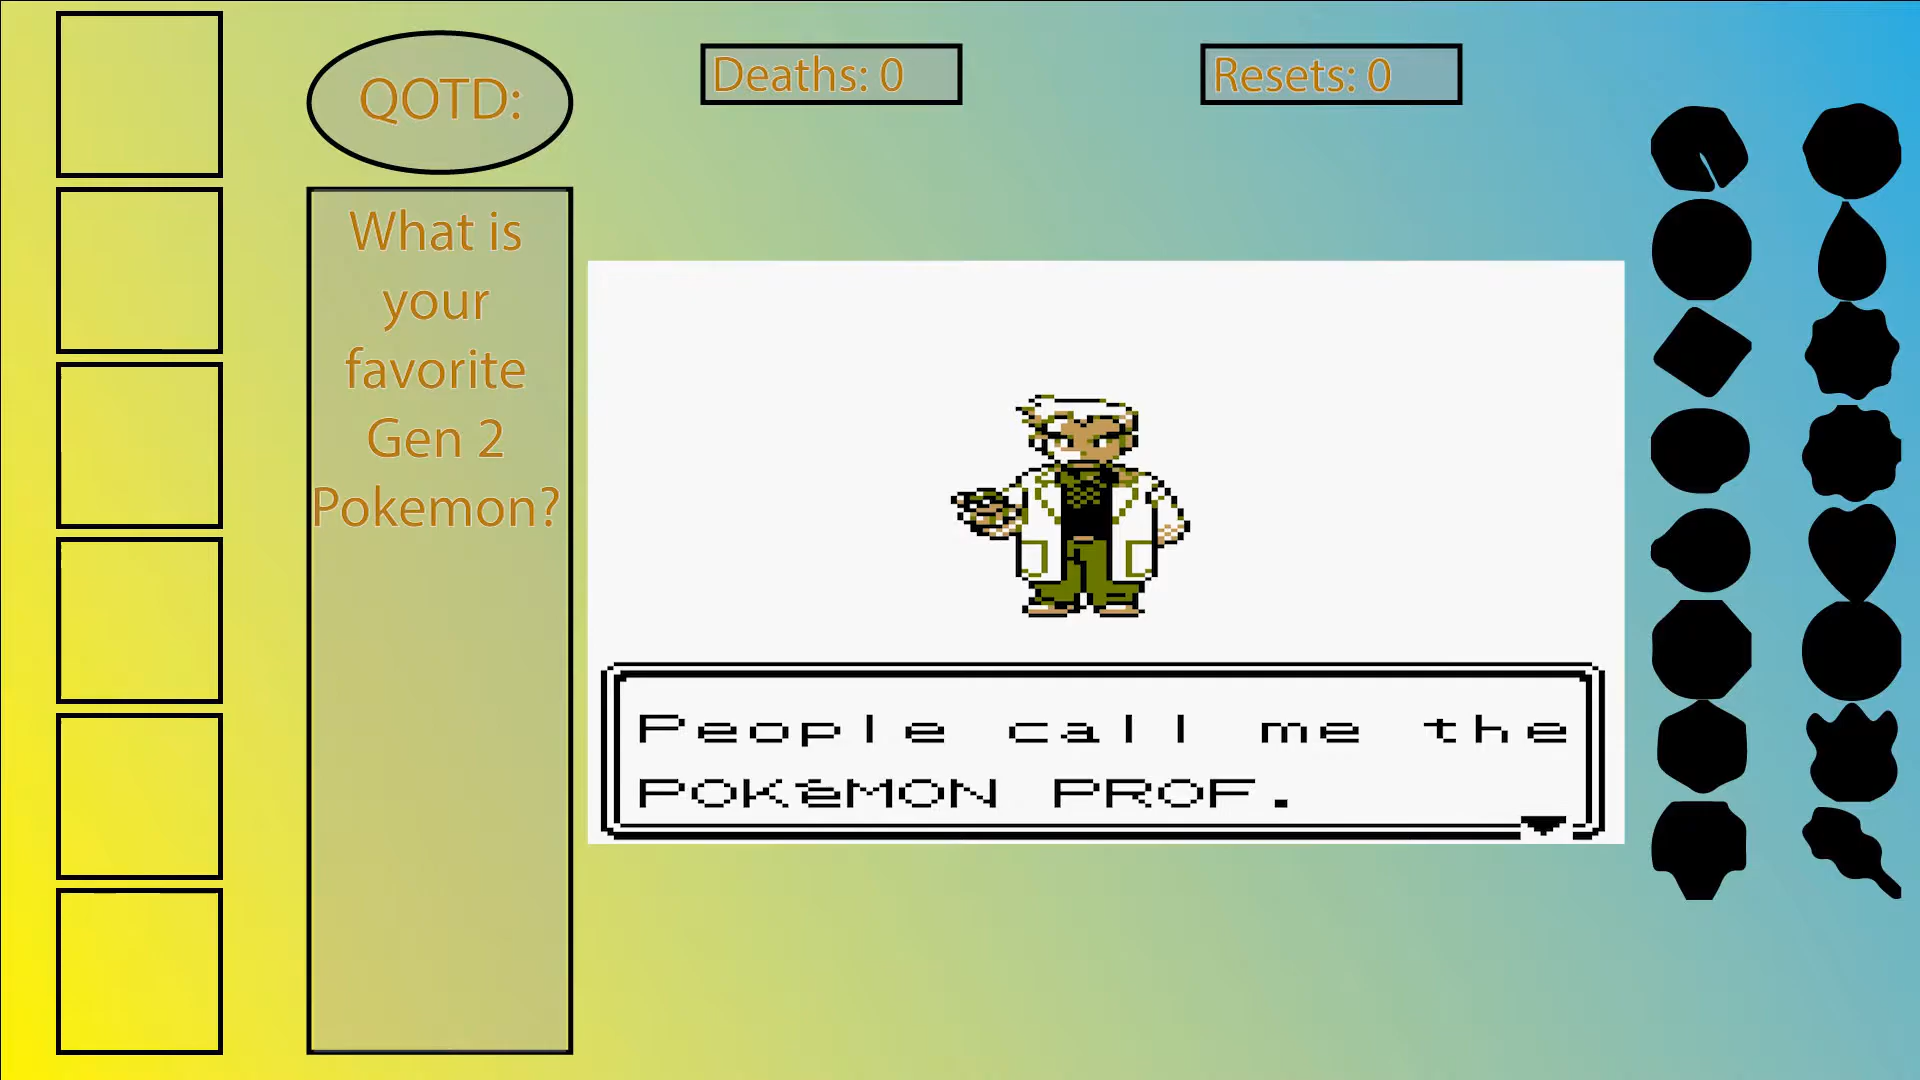 QOTD:
What is
your
favorite
Gen 2
Pokemon?
Deaths: 0
Resets: 0
People call me the
POKéMON PROF.